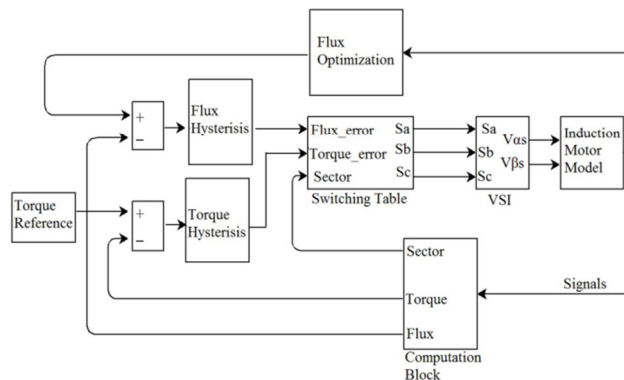 Flux
Optimization
+
−
Flux
Hysterisis
Flux_error
Torque_error
Sector
Sa
Sb
Sc
Switching Table
Sa
Sb
Sc
Vαs
Vβs
VSI
Induction
Motor
Model
Torque
Reference
+
−
Torque
Hysterisis
Sector
Torque
Flux
Computation
Block
Signals